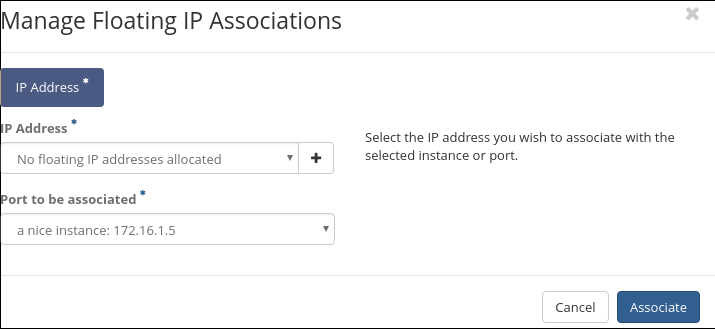 Manage Floating IP Associations
×
IP Address *
IP Address *
No floating IP addresses allocated
+
Select the IP address you wish to associate with the
selected instance or port.
Port to be associated *
a nice instance: 172.16.1.5
Cancel
Associate